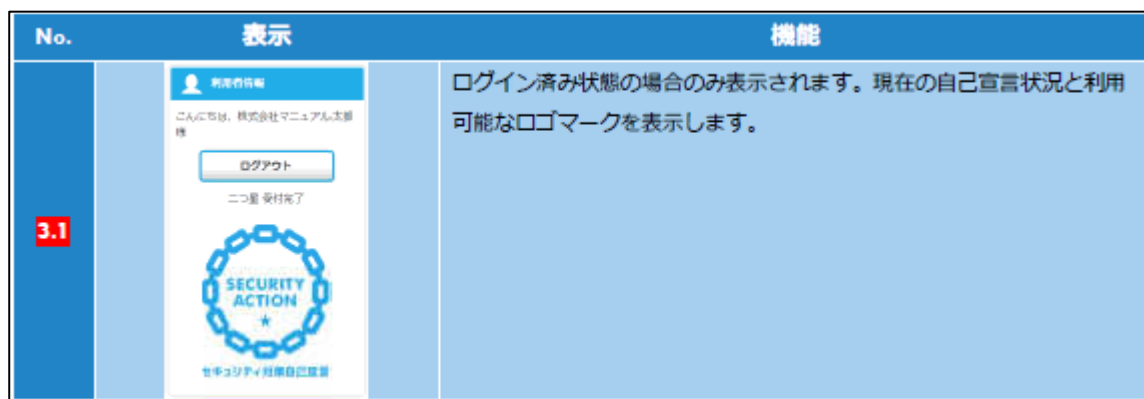 No. 表示 機能
3.1
利用者情報
こんにちは、株式会社マニュアル太郎
様
ログアウト
二つ星 受付完了
SECURITY
ACTION
セキュリティ対策自己宣言
ログイン済み状態の場合のみ表示されます。現在の自己宣言状況と利用
可能なロゴマークを表示します。